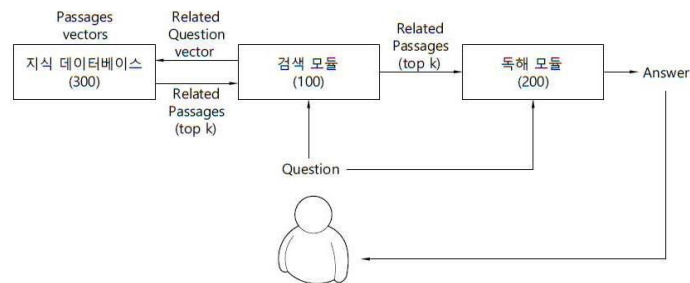 Passages
vectors
Related
Question
vector
지식 데이터베이스
(300)
Related
Passages
(top k)
검색 모듈
(100)
Related
Passages
(top k)
독해 모듈
(200)
Answer
Question